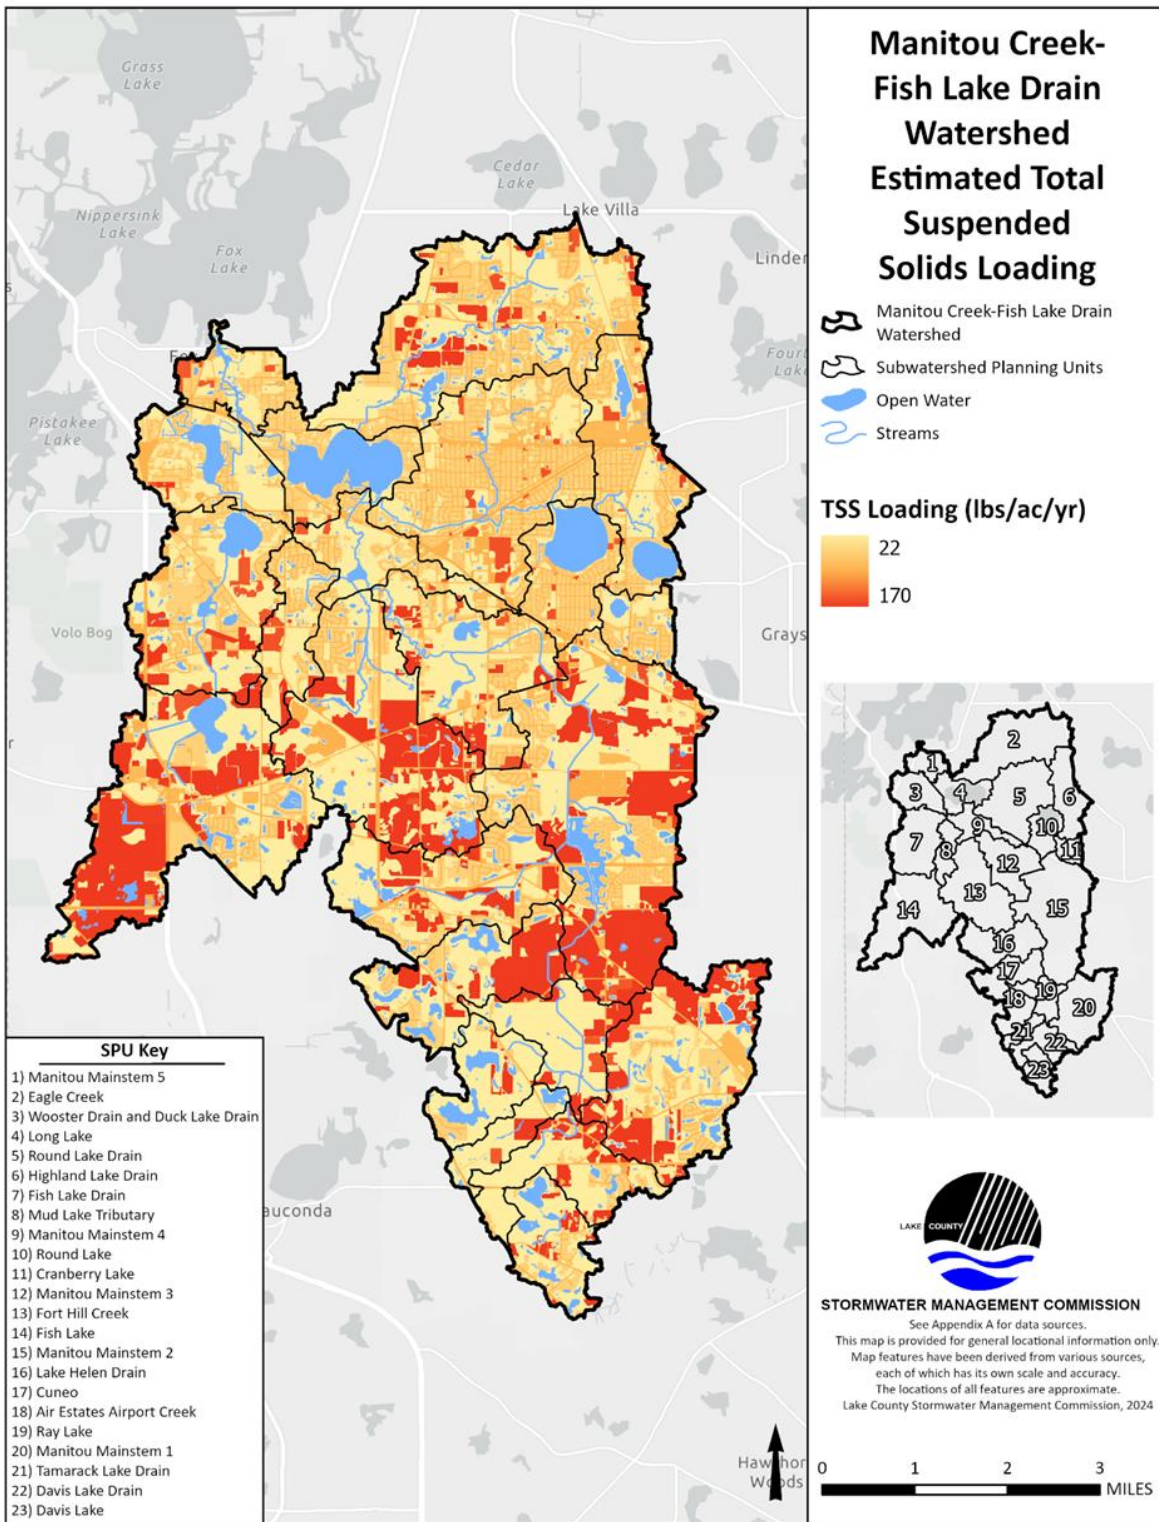 Manitou Creek-
Fish Lake Drain
Watershed
Estimated Total
Suspended
Solids Loading
Manitou Creek-Fish Lake Drain
Watershed
Subwatershed Planning Units
Open Water
Streams
TSS Loading (lbs/ac/yr)
22
170
Grass
Lake
Cedar
Lake
Lake Villa
Nippersink
Lake
Fox
Lake
Linden
Fourt
Lake
Fo
Pistakee
Lake
Volo Bog
Grays
r
s
auconda
Hawthor
Woods
1
2
3
4
5
6
7
8
9
10
11
12
13
14
15
16
17
18
19
20
21
22
23
SPU Key
1) Manitou Mainstem 5
2) Eagle Creek
3) Wooster Drain and Duck Lake Drain
4) Long Lake
5) Round Lake Drain
6) Highland Lake Drain
7) Fish Lake Drain
8) Mud Lake Tributary
9) Manitou Mainstem 4
10) Round Lake
11) Cranberry Lake
12) Manitou Mainstem 3
13) Fort Hill Creek
14) Fish Lake
15) Manitou Mainstem 2
16) Lake Helen Drain
17) Cuneo
18) Air Estates Airport Creek
19) Ray Lake
20) Manitou Mainstem 1
21) Tamarack Lake Drain
22) Davis Lake Drain
23) Davis Lake
LAKE COUNTY
STORMWATER MANAGEMENT COMMISSION
See Appendix A for data sources.
This map is provided for general locational information only.
Map features have been derived from various sources,
each of which has its own scale and accuracy.
The locations of all features are approximate.
Lake County Stormwater Management Commission, 2024
0 1 2 3
MILES